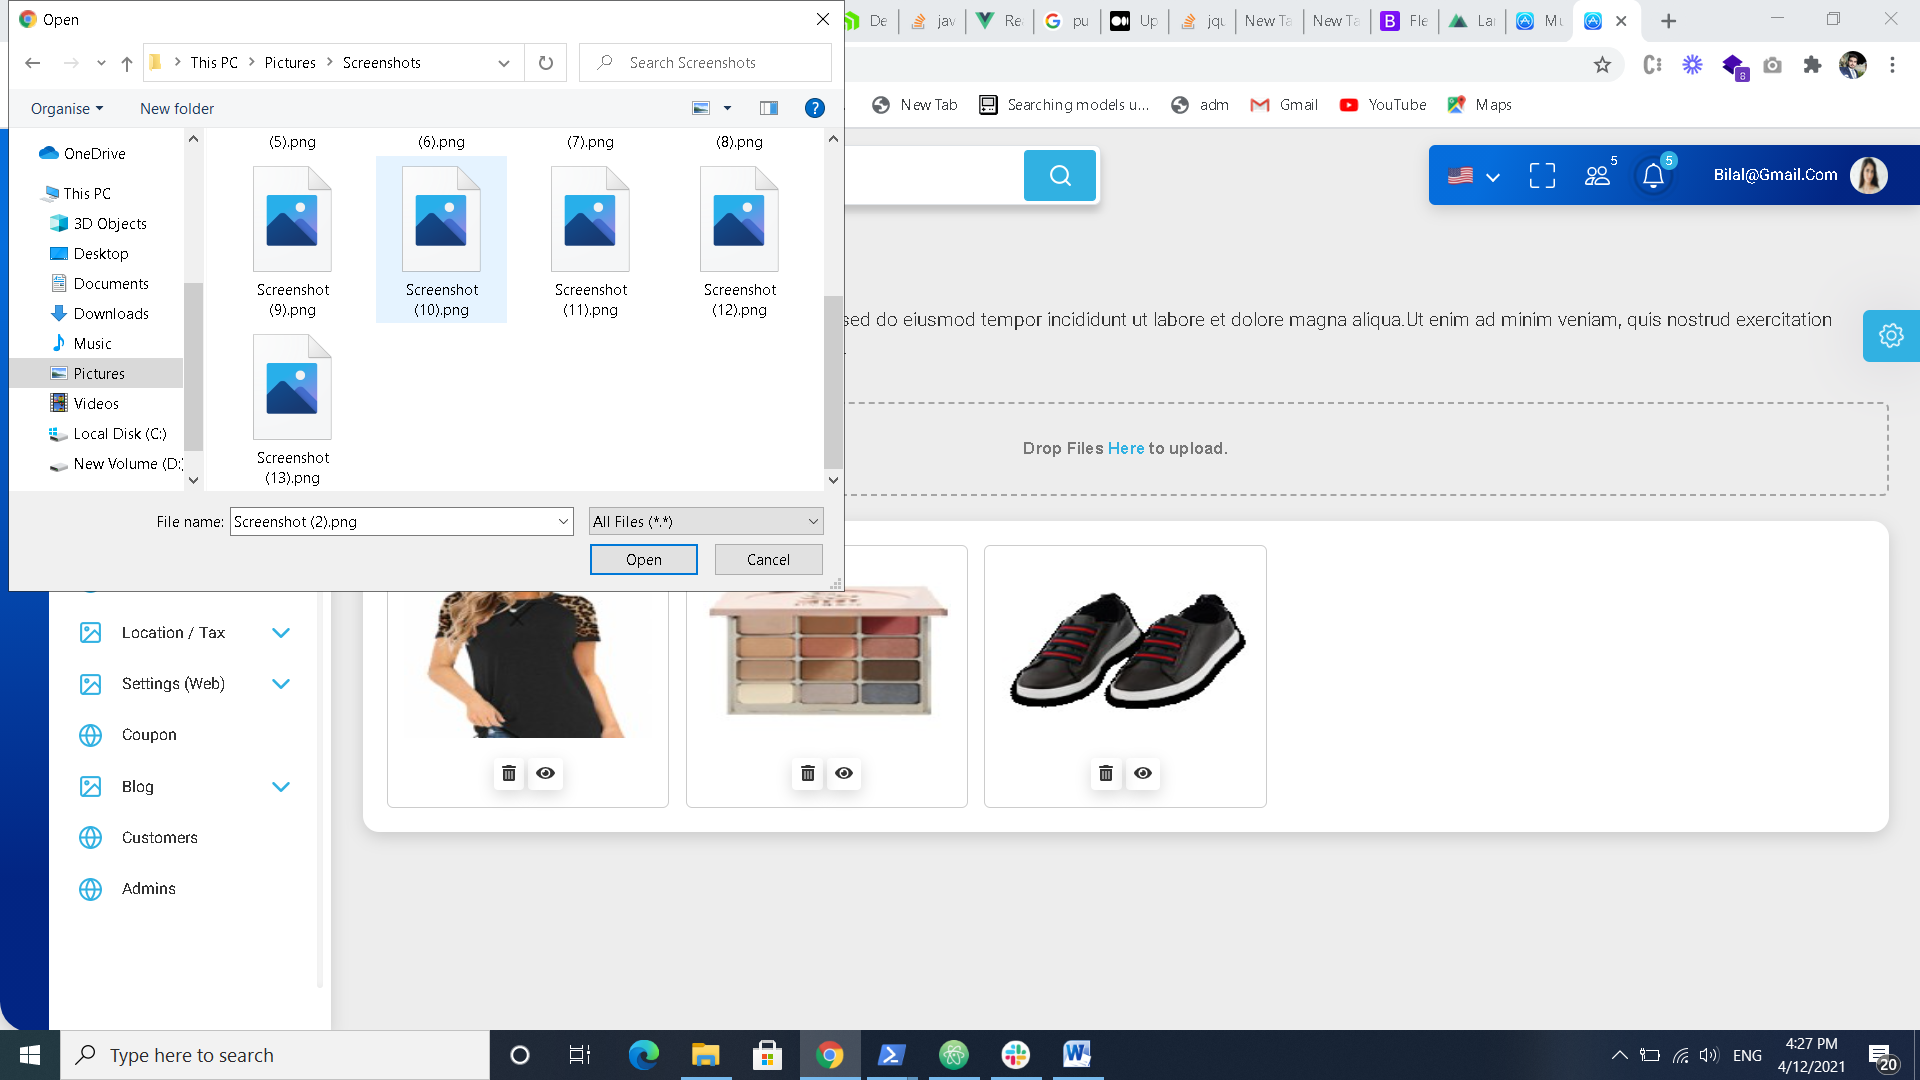 Open
De
jav
Re
pu
Up
jqu
New Ta
New Ta
B
Fle
Lar
Mu
This PC
Pictures
Screenshots
Search Screenshots
8
Organise
New folder
New Tab
Searching models u...
adm
Gmail
YouTube
Maps
OneDrive
This PC
3D Objects
Desktop
Documents
Downloads
Music
Pictures
Videos
Local Disk (C:)
New Volume (D:)
(5).png
(6).png
(7).png
(8).png
Screenshot
(9).png
Screenshot
(10).png
Screenshot
(11).png
Screenshot
(12).png
Screenshot
(13).png
File name:
Screenshot (2).png
All Files (*.*)
Open
Cancel
5
5
Bilal@Gmail.Com
sed do eiusmod tempor incididunt ut labore et dolore magna aliqua.Ut enim ad minim veniam, quis nostrud exercitation
Drop Files Here to upload.
Location / Tax
Settings (Web)
Coupon
Blog
Customers
Admins
Type here to search
ENG
4:27 PM
4/12/2021
20